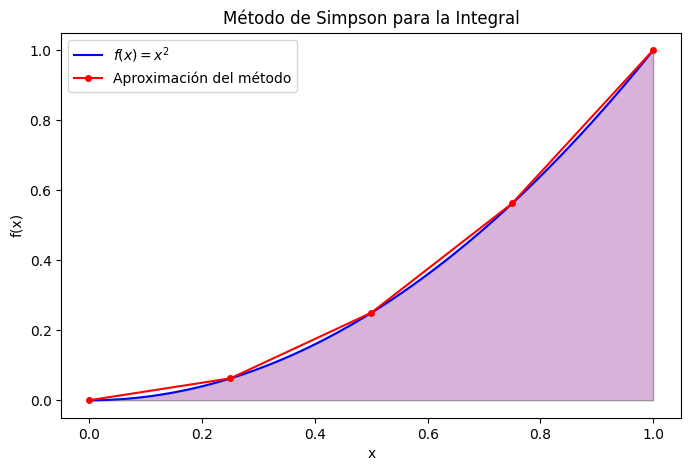 Método de Simpson para la Integral
f(x) = x²
Aproximación del método
1.0
0.8
0.6
0.4
0.2
0.0
f(x)
0.0 0.2 0.4 0.6 0.8 1.0
x